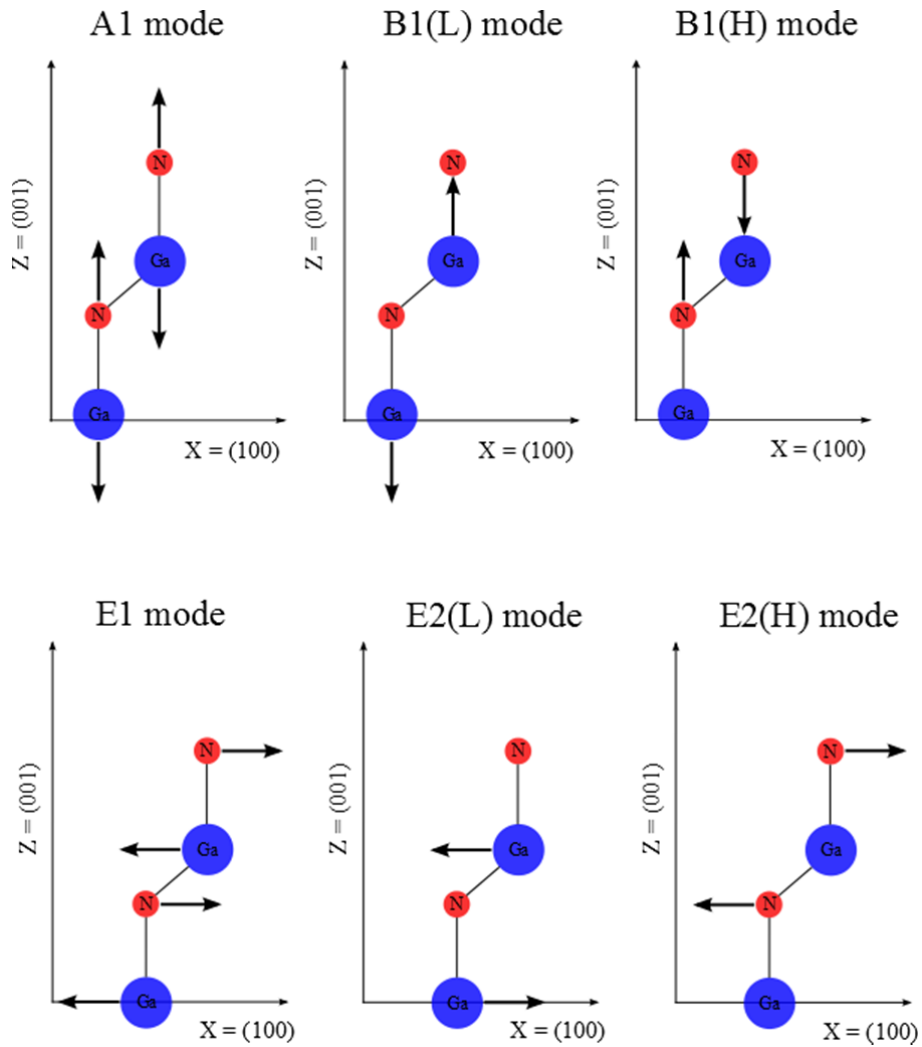 A1 mode
B1(L) mode
B1(H) mode
Z = (001)
N
Ga
N
Ga
X = (100)
Z = (001)
N
Ga
N
Ga
X = (100)
Z = (001)
N
Ga
N
Ga
X = (100)
E1 mode
E2(L) mode
E2(H) mode
Z = (001)
N
Ga
N
Ga
X = (100)
Z = (001)
N
Ga
N
Ga
X = (100)
Z = (001)
N
Ga
N
Ga
X = (100)